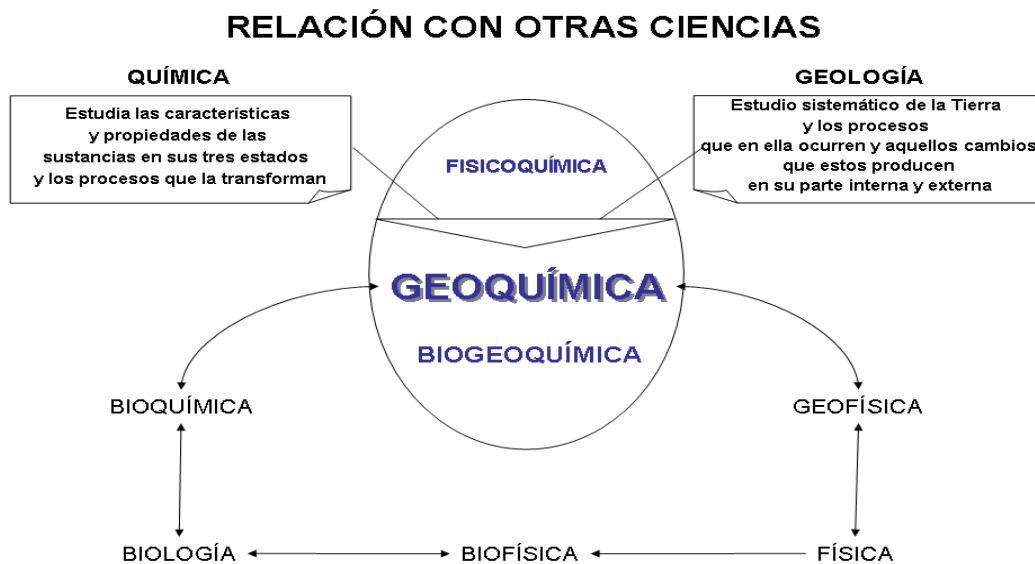 RELACIÓN CON OTRAS CIENCIAS
QUÍMICA
Estudia las características
y propiedades de las
sustancias en sus tres estados
y los procesos que la transforman
GEOLOGÍA
Estudio sistemático de la Tierra
y los procesos
que en ella ocurren y aquellos cambios
que estos producen
en su parte interna y externa
FISICOQUÍMICA
GEOQUÍMICA
BIOGEOQUÍMICA
BIOQUÍMICA
GEOFÍSICA
BIOLOGÍA
BIOFÍSICA
FÍSICA